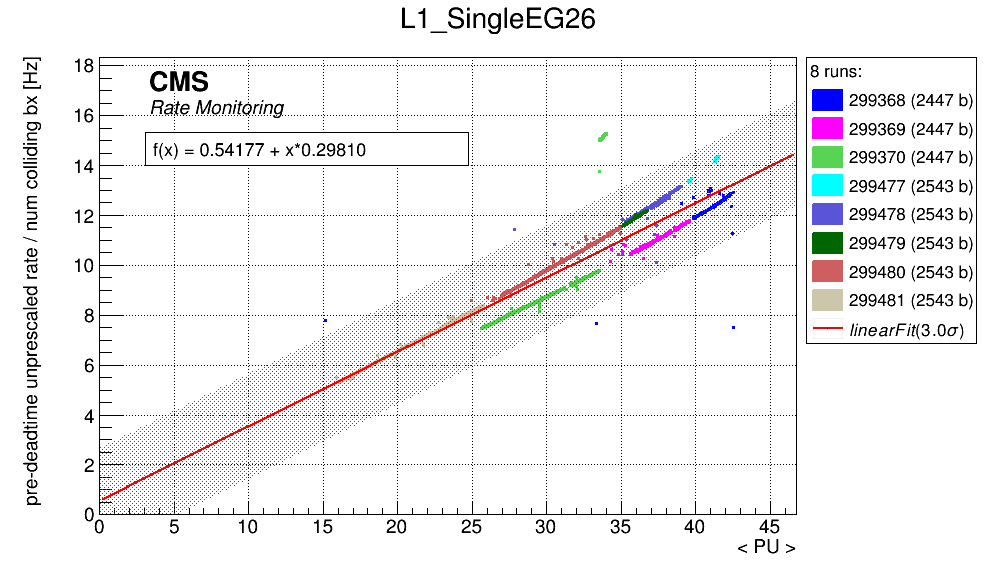 L1_SingleEG26
pre-deadtime unprescaled rate / num colliding bx [Hz]
18
16
14
12
10
8
6
4
2
0
CMS
Rate Monitoring
f(x) = 0.54177 + x*0.29810
0 5 10 15 20 25 30 35 40 45
< PU >
8 runs:
299368 (2447 b)
299369 (2447 b)
299370 (2447 b)
299477 (2543 b)
299478 (2543 b)
299479 (2543 b)
299480 (2543 b)
299481 (2543 b)
linearFit(3.0σ)